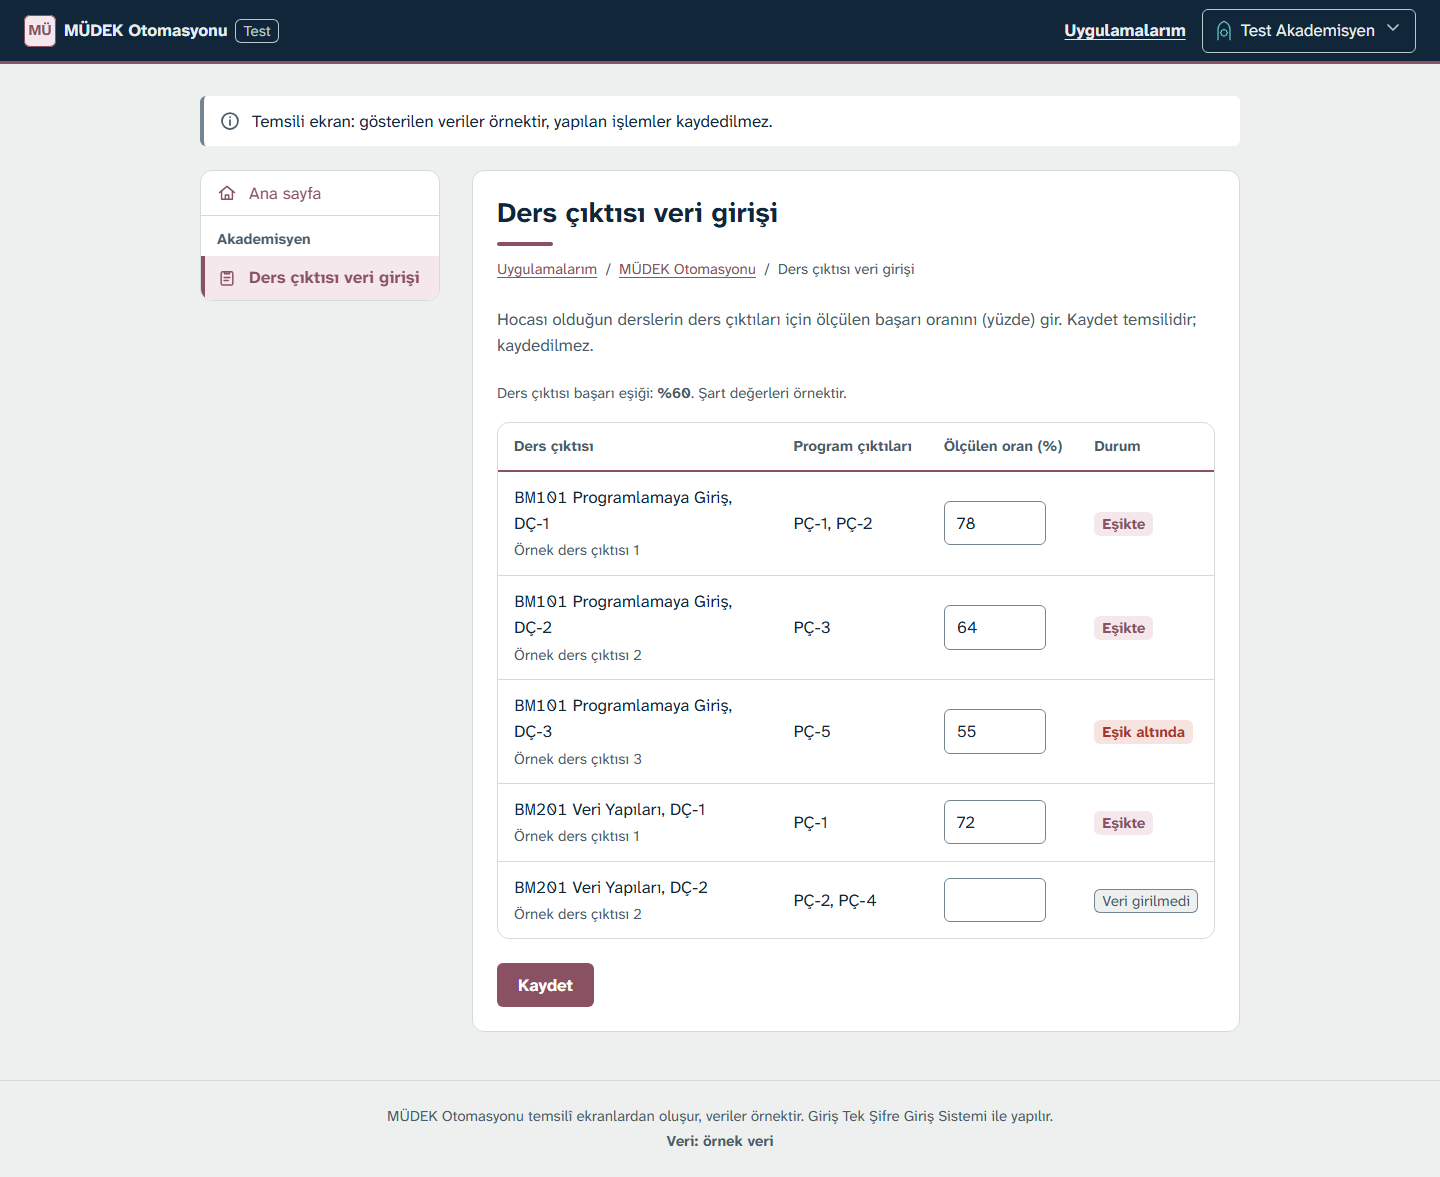 MÜ MÜDEK Otomasyonu Test
Uygulamalarım
Test Akademisyen
Temsili ekran: gösterilen veriler örnektir, yapılan işlemler kaydedilmez.
Ana sayfa
Akademisyen
Ders çıktısı veri girişi
Ders çıktısı veri girişi
Uygulamalarım / MÜDEK Otomasyonu / Ders çıktısı veri girişi
Hocası olduğun derslerin ders çıktıları için ölçülen başarı oranını (yüzde) gir. Kaydet temsilidir;
kaydedilmez.
Ders çıktısı başarı eşiği: %60. Şart değerleri örnektir.
Ders çıktısı Program çıktıları Ölçülen oran (%) Durum
BM101 Programlamaya Giriş,
DÇ-1
Örnek ders çıktısı 1
PÇ-1, PÇ-2
78
Eşikte
BM101 Programlamaya Giriş,
DÇ-2
Örnek ders çıktısı 2
PÇ-3
64
Eşikte
BM101 Programlamaya Giriş,
DÇ-3
Örnek ders çıktısı 3
PÇ-5
55
Eşik altında
BM201 Veri Yapıları, DÇ-1
Örnek ders çıktısı 1
PÇ-1
72
Eşikte
BM201 Veri Yapıları, DÇ-2
Örnek ders çıktısı 2
PÇ-2, PÇ-4
Veri girilmedi
Kaydet
MÜDEK Otomasyonu temsilî ekranlardan oluşur, veriler örnektir. Giriş Tek Şifre Giriş Sistemi ile yapılır.
Veri: örnek veri